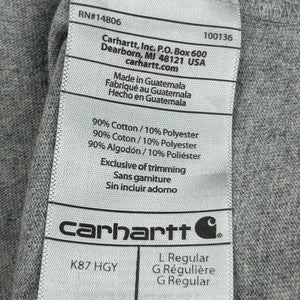 RN#14806 100136
Carhartt, Inc. P.O. Box 600
Dearborn, MI 48121 USA
carhartt.com
Made in Guatemala
Fabriqué au Guatemala
Hecho en Guatemala
90% Cotton / 10% Polyester
90% Coton / 10% Polyester
90% Algodón / 10% Poliéster
Exclusive of trimming
Sans garniture
Sin incluir adorno
carhartt
K87 HGY
L Regular
G Régulière
G Regular